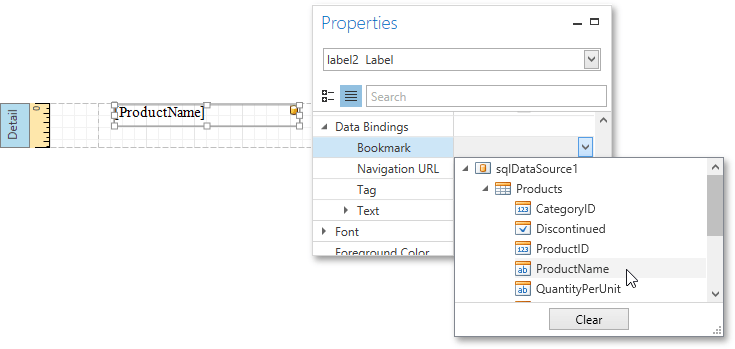 Properties
label2 Label
Search
Detail
0
[ProductName]
Data Bindings
Bookmark
Navigation URL
Tag
Text
Font
Foreground Color
sqlDataSource1
Products
123 CategoryID
Discontinued
123 ProductID
ab ProductName
ab QuantityPerUnit
Clear